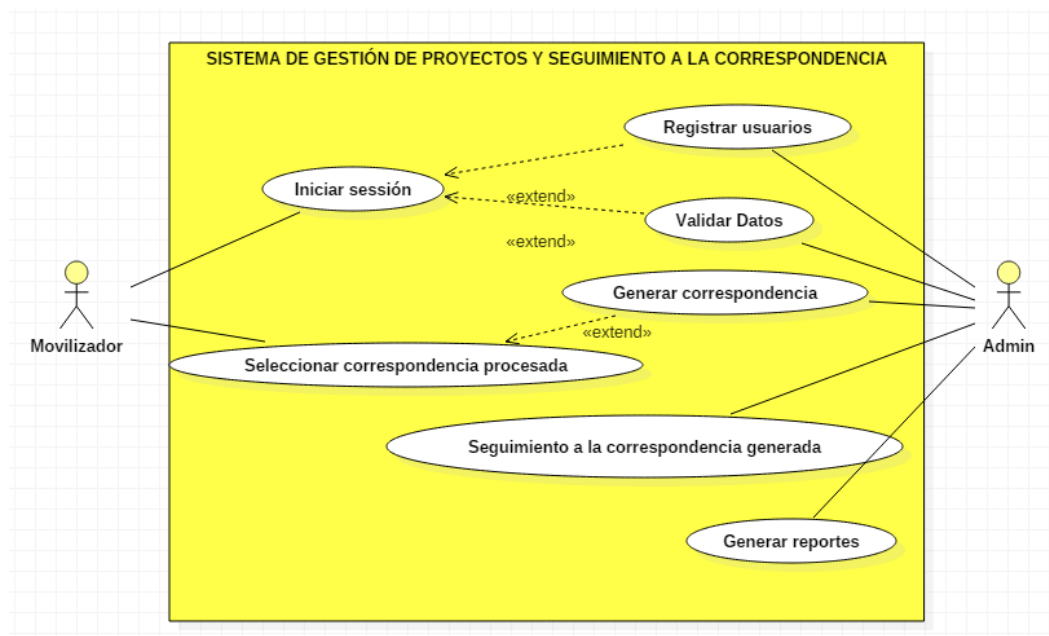 SISTEMA DE GESTIÓN DE PROYECTOS Y SEGUIMIENTO A LA CORRESPONDENCIA
Registrar usuarios
Iniciar sessión
«extend»
Validar Datos
«extend»
Generar correspondencia
«extend»
Movilizador
Admin
Seleccionar correspondencia procesada
Seguimiento a la correspondencia generada
Generar reportes